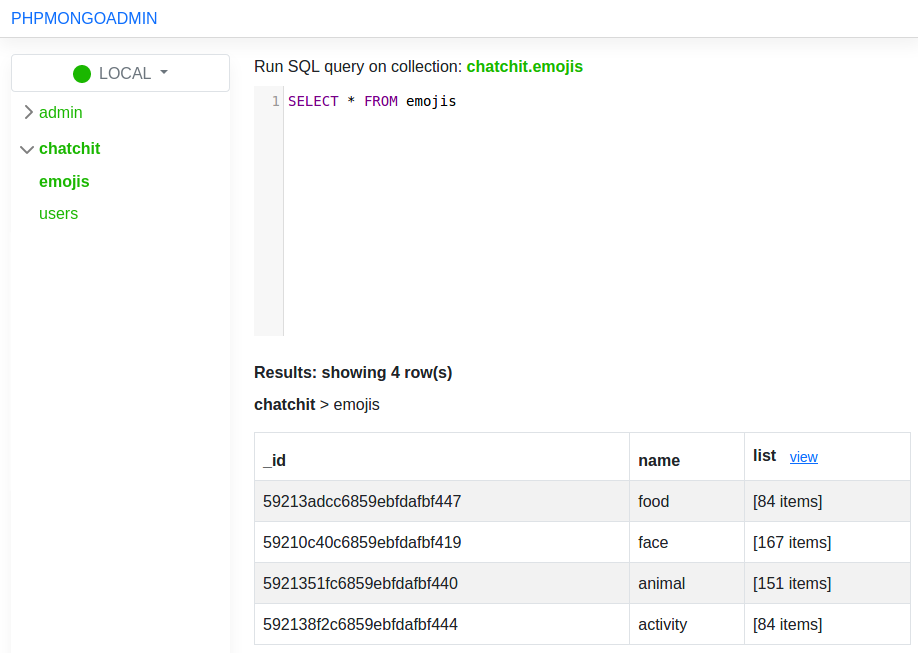 PHPMONGOADMIN
LOCAL
admin
chatchit
emojis
users
Run SQL query on collection: chatchit.emojis
1 SELECT * FROM emojis
Results: showing 4 row(s)
chatchit > emojis
_id name list view
59213adcc6859ebfdafbf447 food [84 items]
59210c40c6859ebfdafbf419 face [167 items]
5921351fc6859ebfdafbf440 animal [151 items]
592138f2c6859ebfdafbf444 activity [84 items]